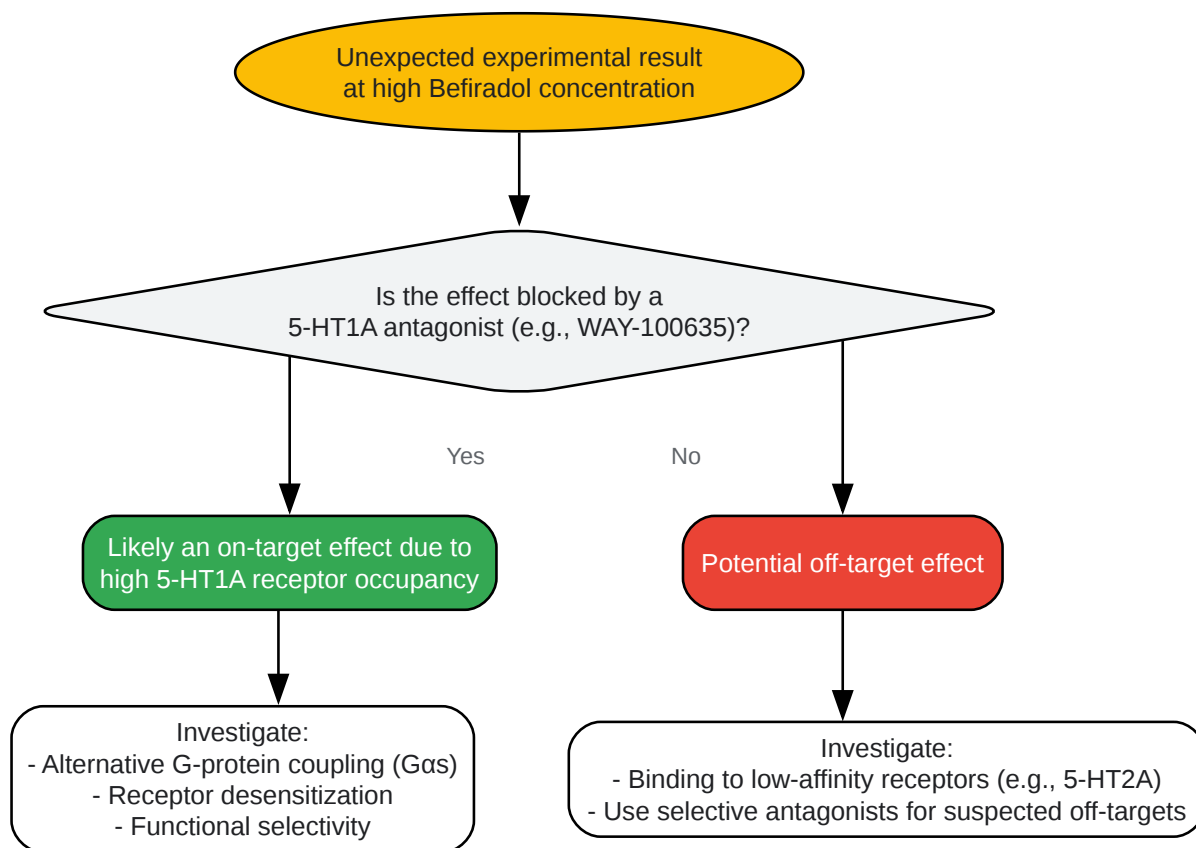 Unexpected experimental result
at high Befiradol concentration
Is the effect blocked by a
5-HT1A antagonist (e.g., WAY-100635)?
Yes
No
Likely an on-target effect due to
high 5-HT1A receptor occupancy
Potential off-target effect
Investigate:
- Alternative G-protein coupling (Gαs)
- Receptor desensitization
- Functional selectivity
Investigate:
- Binding to low-affinity receptors (e.g., 5-HT2A)
- Use selective antagonists for suspected off-targets